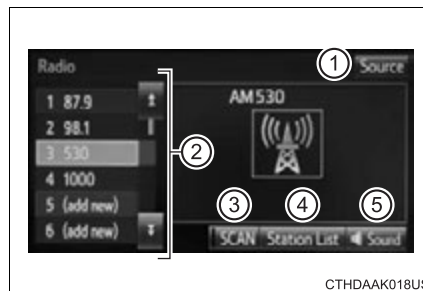 Radio
1
Source
1 87.9
2 98.1
3 530
4 1000
5 (add new)
6 (add new)
2
AM530
3
4
5
SCAN
Station List
Sound
CTHDAAK018US